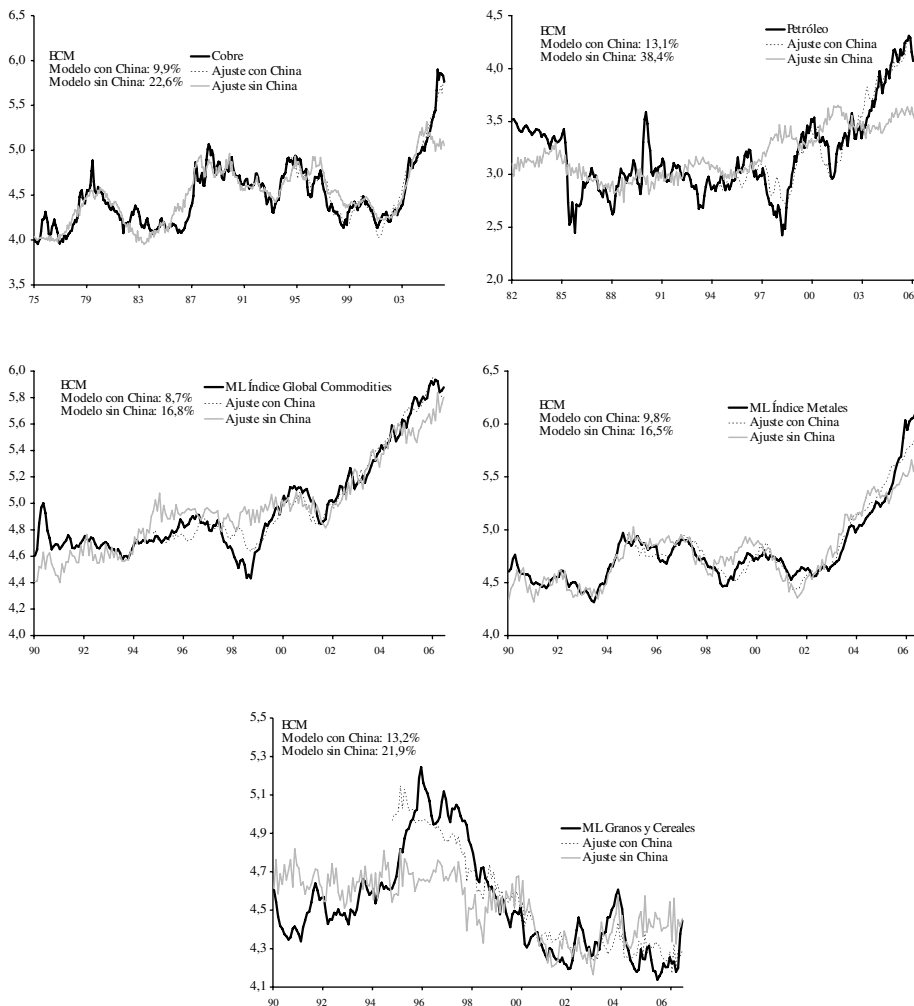 ECM
Modelo con China: 9,9%
Modelo sin China: 22,6%
Cobre
Ajuste con China
Ajuste sin China
6,5
6,0
5,5
5,0
4,5
4,0
3,5
75 79 83 87 91 95 99 03
ECM
Modelo con China: 13,1%
Modelo sin China: 38,4%
Petróleo
Ajuste con China
Ajuste sin China
4,5
4,0
3,5
3,0
2,5
2,0
82 85 88 91 94 97 00 03 06
ECM
Modelo con China: 8,7%
Modelo sin China: 16,8%
ML Índice Global Commodities
Ajuste con China
Ajuste sin China
6,0
5,8
5,6
5,4
5,2
5,0
4,8
4,6
4,4
4,2
4,0
90 92 94 96 98 00 02 04 06
ECM
Modelo con China: 9,8%
Modelo sin China: 16,5%
ML Índice Metales
Ajuste con China
Ajuste sin China
6,5
6,0
5,5
5,0
4,5
4,0
90 92 94 96 98 00 02 04 06
ECM
Modelo con China: 13,2%
Modelo sin China: 21,9%
ML Granos y Cereales
Ajuste con China
Ajuste sin China
5,5
5,3
5,1
4,9
4,7
4,5
4,3
4,1
90 92 94 96 98 00 02 04 06